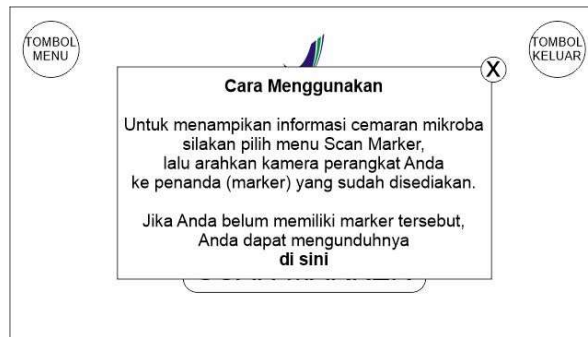 TOMBOL
MENU
TOMBOL
KELUAR
X
Cara Menggunakan
Untuk menampikan informasi cemaran mikroba
silakan pilih menu Scan Marker,
lalu arahkan kamera perangkat Anda
ke penanda (marker) yang sudah disediakan.
Jika Anda belum memiliki marker tersebut,
Anda dapat mengunduhnya
di sini